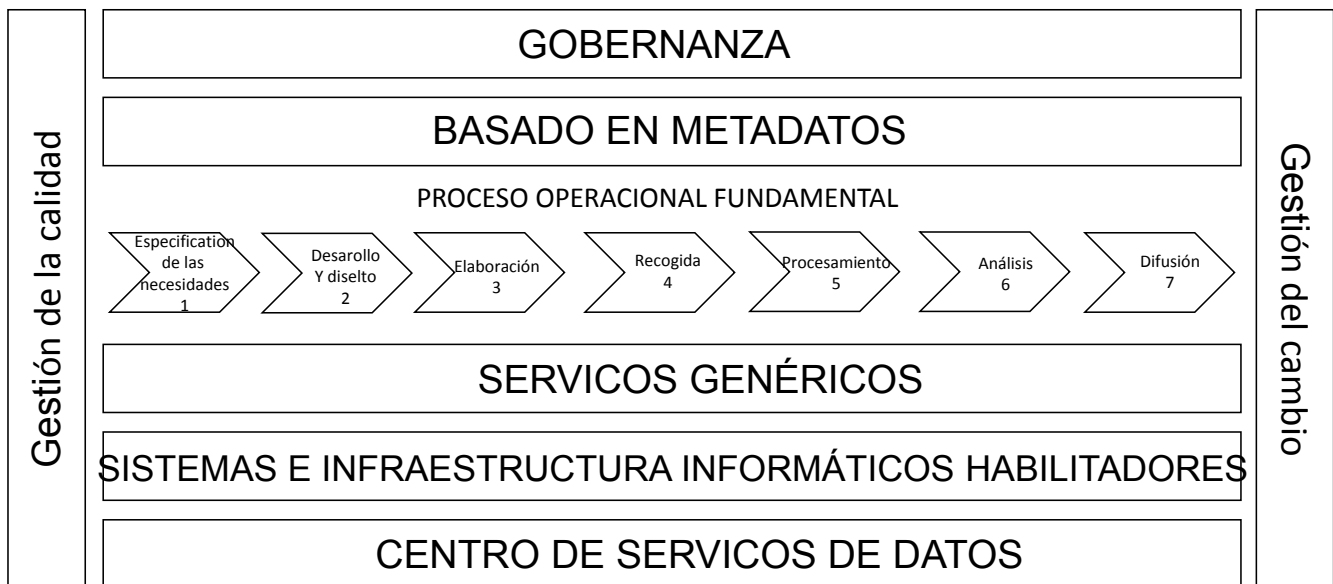 Gestión de la calidad
GOBERNANZA
BASADO EN METADATOS
PROCESO OPERACIONAL FUNDAMENTAL
Especification
de las
necesidades
1
Desarollo
Y diselto
2
Elaboración
3
Recogida
4
Procesamiento
5
Análisis
6
Difusión
7
SERVICOS GENÉRICOS
SISTEMAS E INFRAESTRUCTURA INFORMÁTICOS HABILITADORES
CENTRO DE SERVICOS DE DATOS
Gestión del cambio